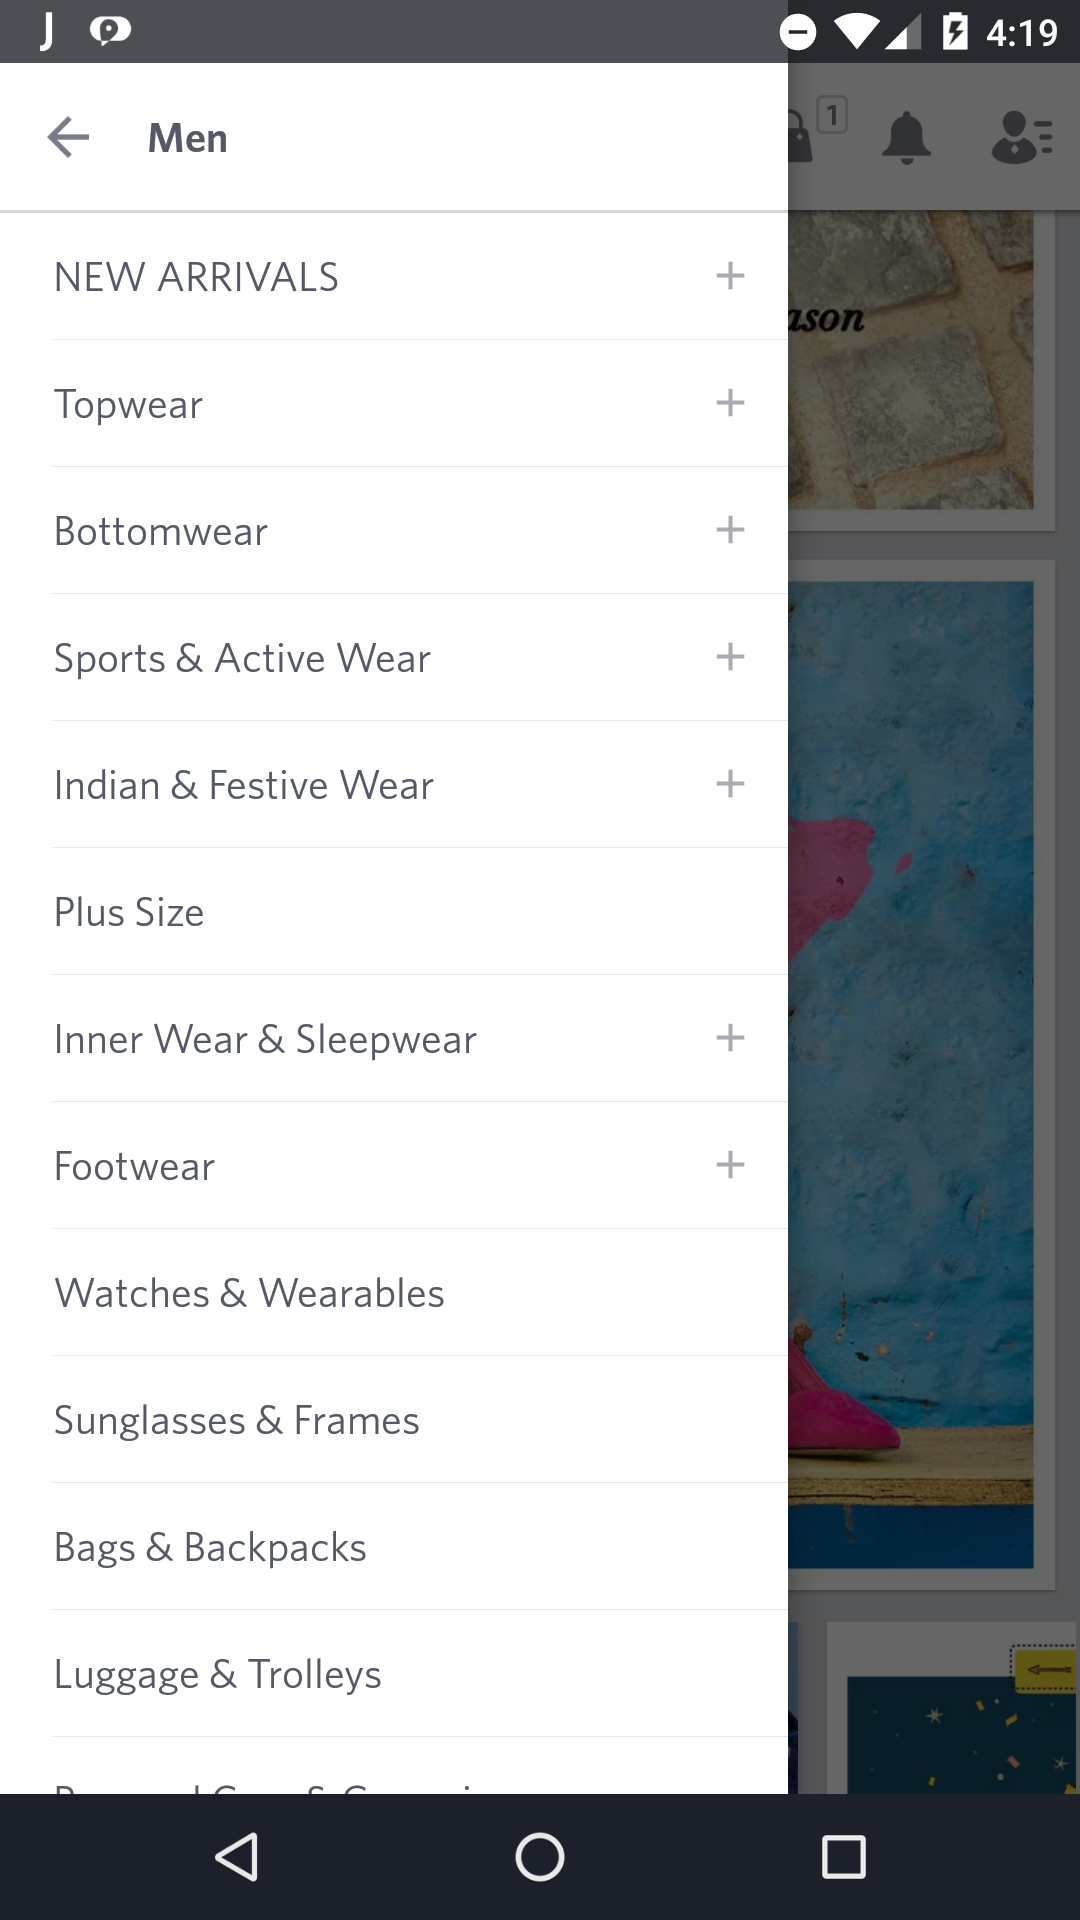 4:19
Men
1
NEW ARRIVALS
ason
Topwear
Bottomwear
Sports & Active Wear
Indian & Festive Wear
Plus Size
Inner Wear & Sleepwear
Footwear
Watches & Wearables
Sunglasses & Frames
Bags & Backpacks
Luggage & Trolleys